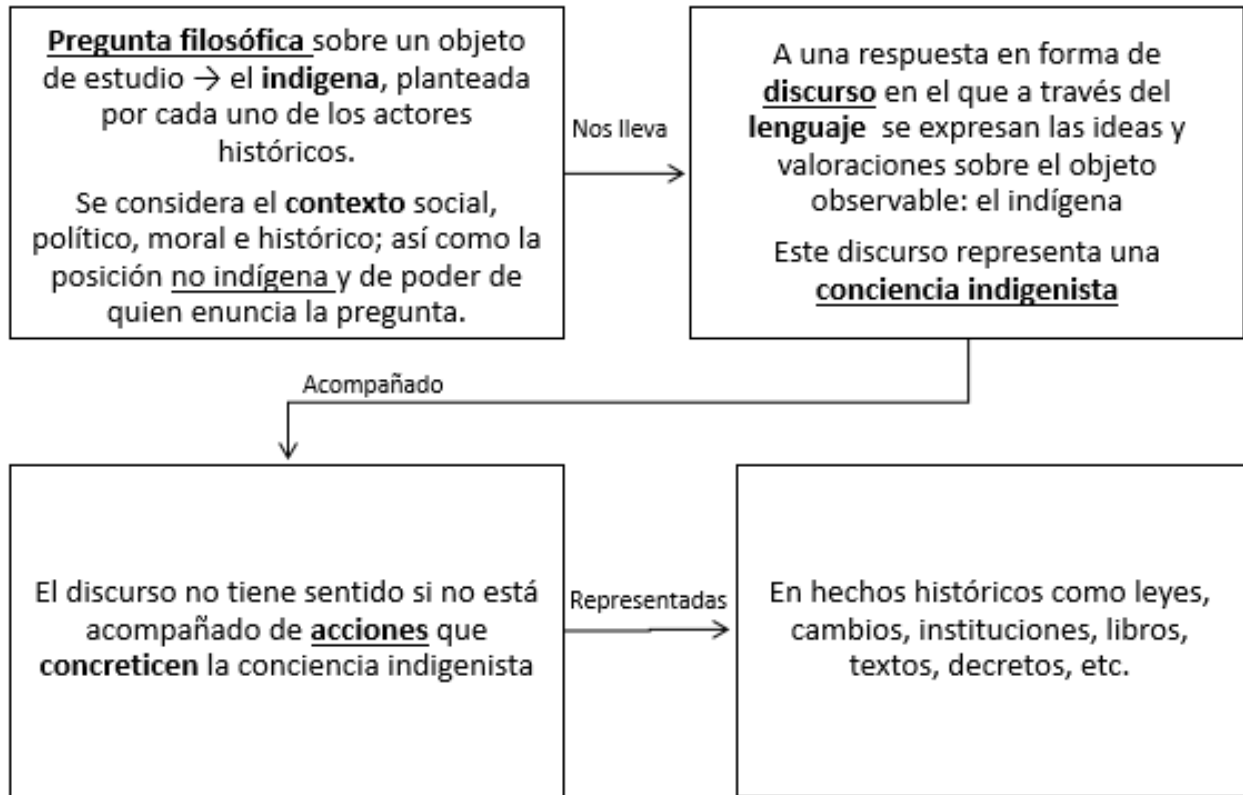 Pregunta filosófica sobre un objeto
de estudio → el indigena, planteada
por cada uno de los actores
históricos.
Se considera el contexto social,
político, moral e histórico; así como la
posición no indígena y de poder de
quien enuncia la pregunta.
Nos lleva
A una respuesta en forma de
discurso en el que a través del
lenguaje se expresan las ideas y
valoraciones sobre el objeto
observable: el indígena
Este discurso representa una
conciencia indigenista
Acompañado
El discurso no tiene sentido si no está
acompañado de acciones que
concreticen la conciencia indigenista
Representadas
En hechos históricos como leyes,
cambios, instituciones, libros,
textos, decretos, etc.